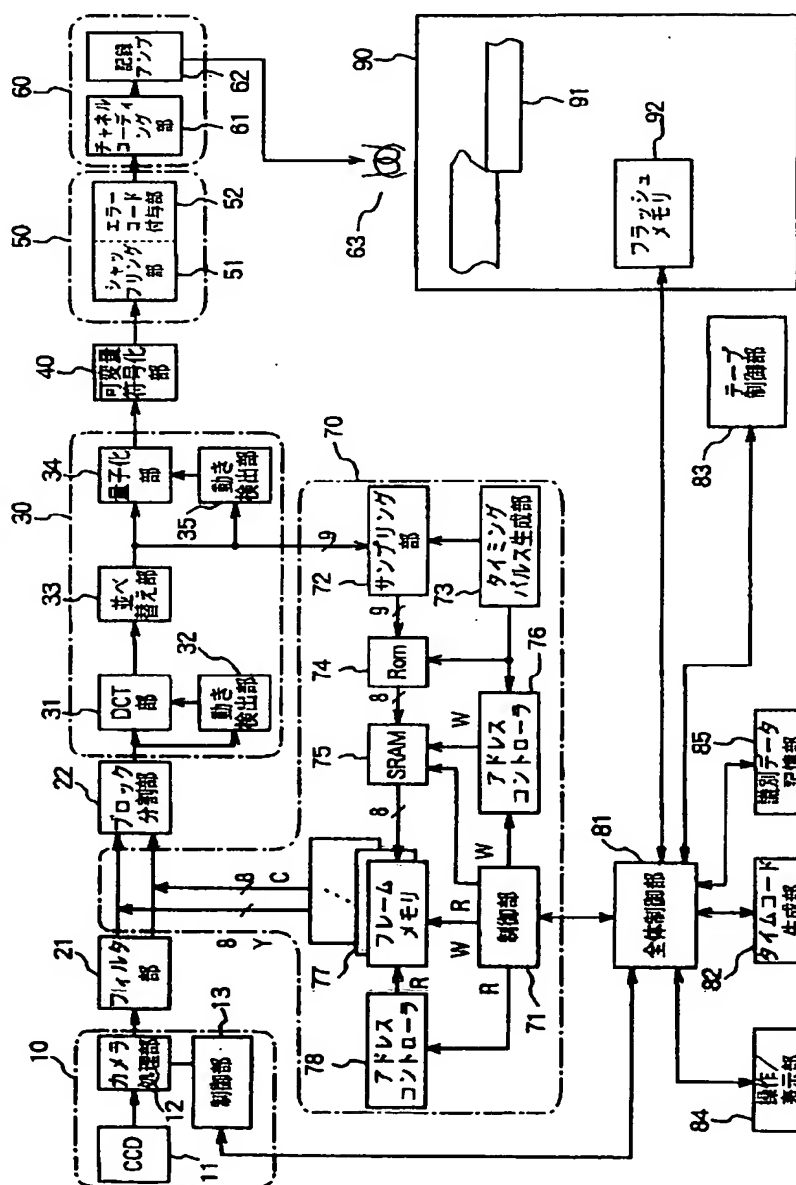 10
CCD
11
カメラ
処理部
12
制御部
13
21
フィルタ
部
22
ブロック
分割部
30
31
DCT
部
動き
検出部
32
33
並べ
替え部
34
量子化
部
動き
検出部
35
40
可変量
符号化
部
50
シャッ
フリング
部
51
エラー
コード
付与部
52
60
チャネル
コーディ
ング部
61
記録
アンプ
62
63
90
91
フラッシュ
メモリ
92
70
8
Y
8
C
9
72
サンプリング
部
73
タイミング
パルス生成部
9
74
Rom
8
75
SRAM
8
W
76
アドレス
コントローラ
W
77
フレーム
メモリ
R
W
R
制御部
71
R
78
アドレス
コントローラ
81
全体制御部
82
タイムコード
生成部
83
テープ
制御部
84
操作/
表示部
85
識別データ
記憶部